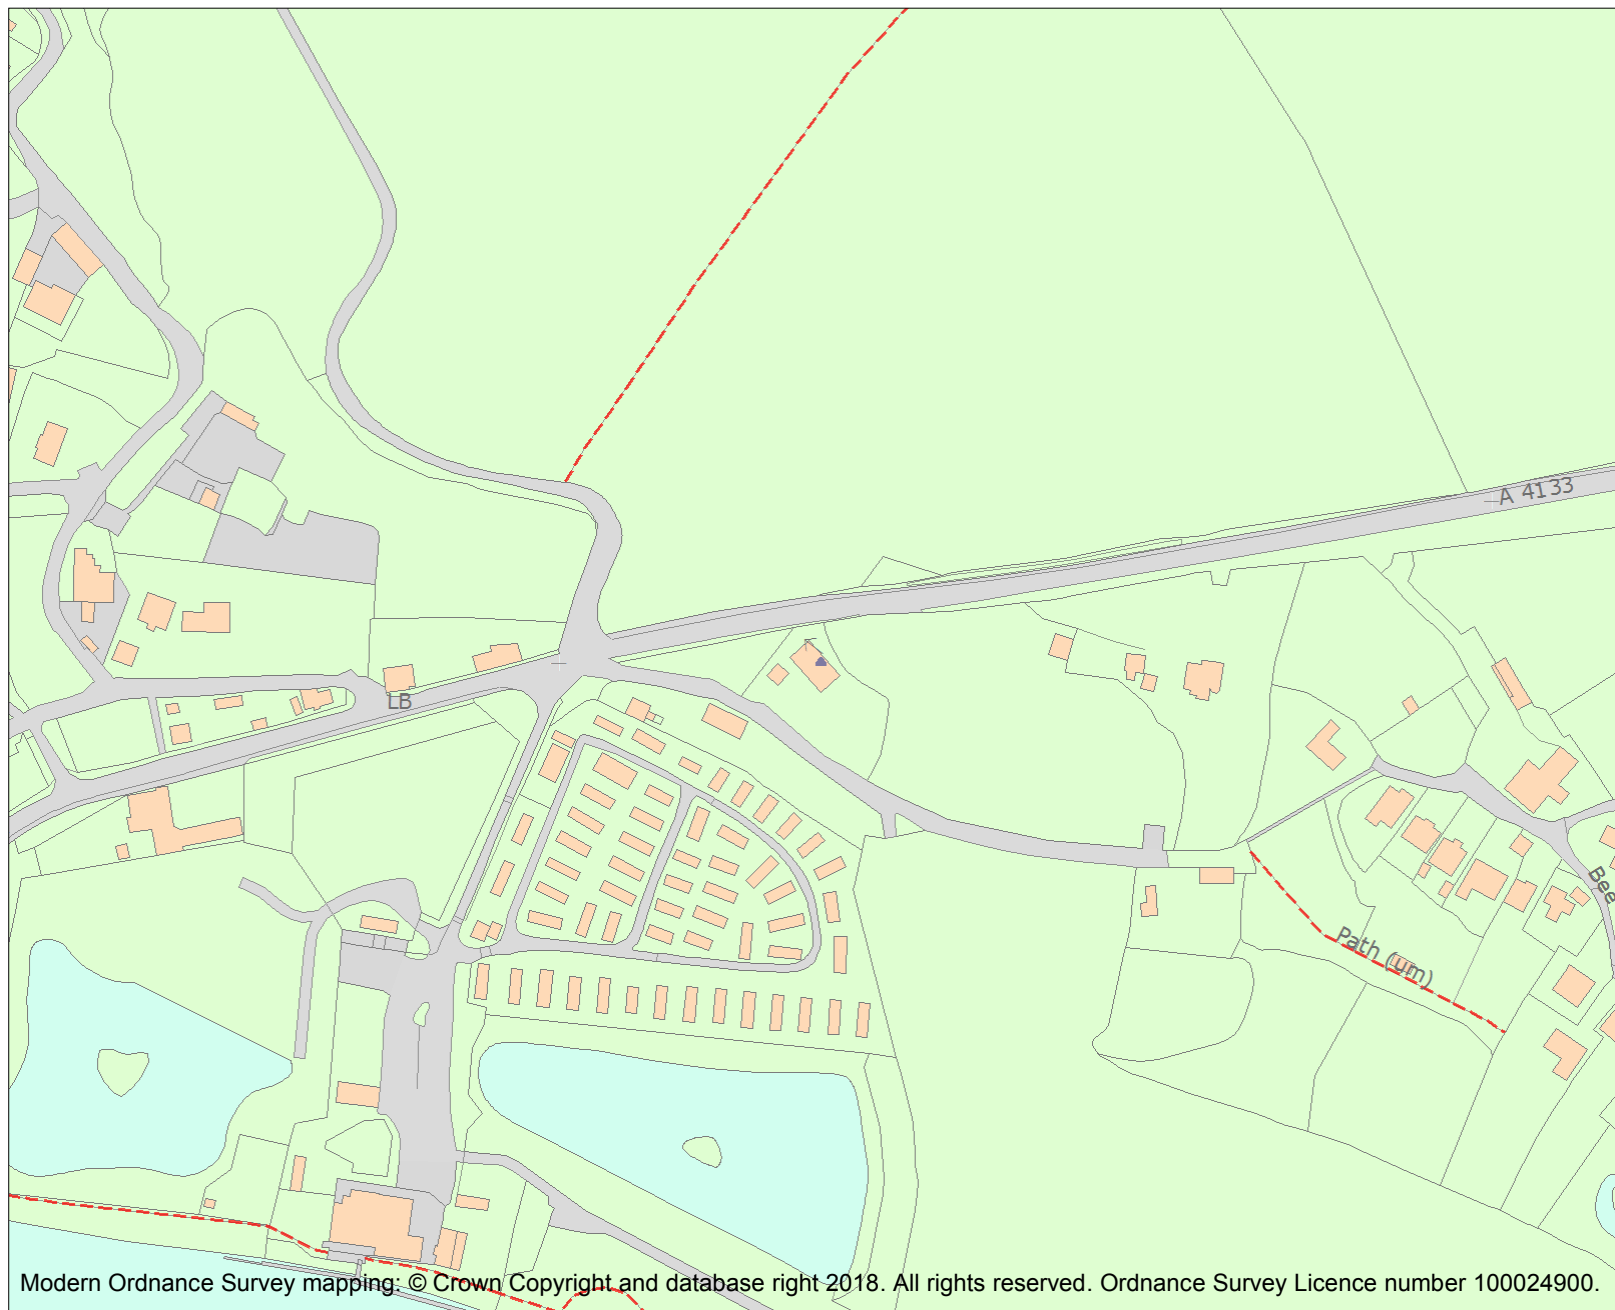 A 4133
LB
Bee
Path (um)
Modern Ordnance Survey mapping: © Crown Copyright and database right 2018. All rights reserved. Ordnance Survey Licence number 100024900.